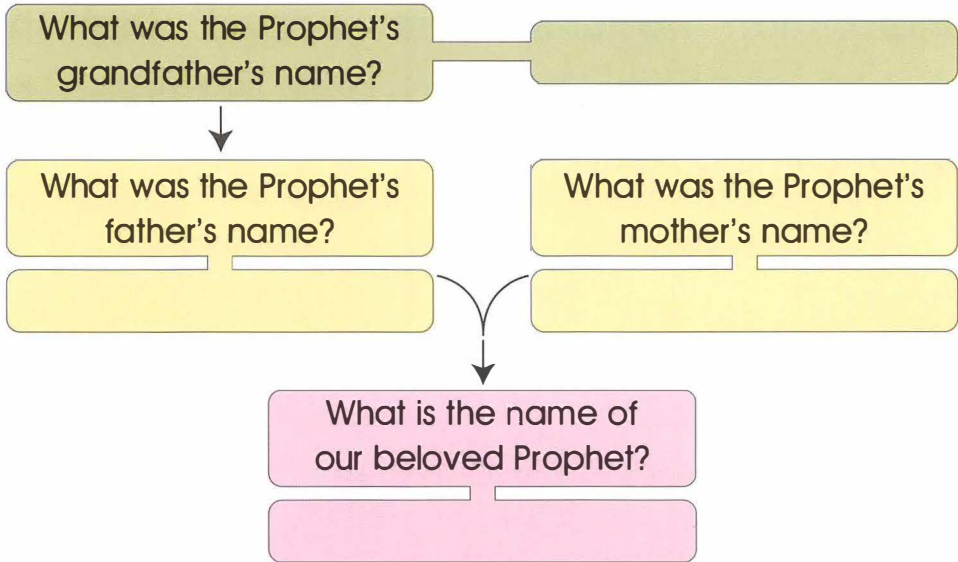 What was the Prophet's
grandfather's name?
What was the Prophet's
father's name?
What was the Prophet's
mother's name?
What is the name of
our beloved Prophet?